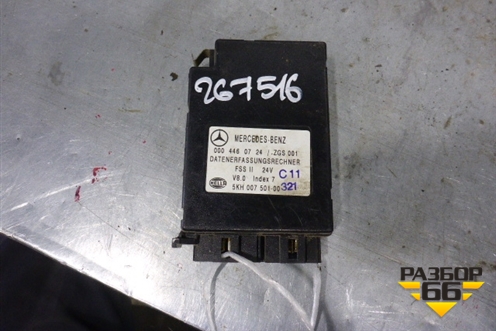 267516
MERCEDES-BENZ
000 446 07 24 / ZGS 001
DATENERFASSUNGSRECHNER
FSS II 24V C11
V8.0 Index 7
HELLA 5KH 007 501-00 321
РАЗБОР
66